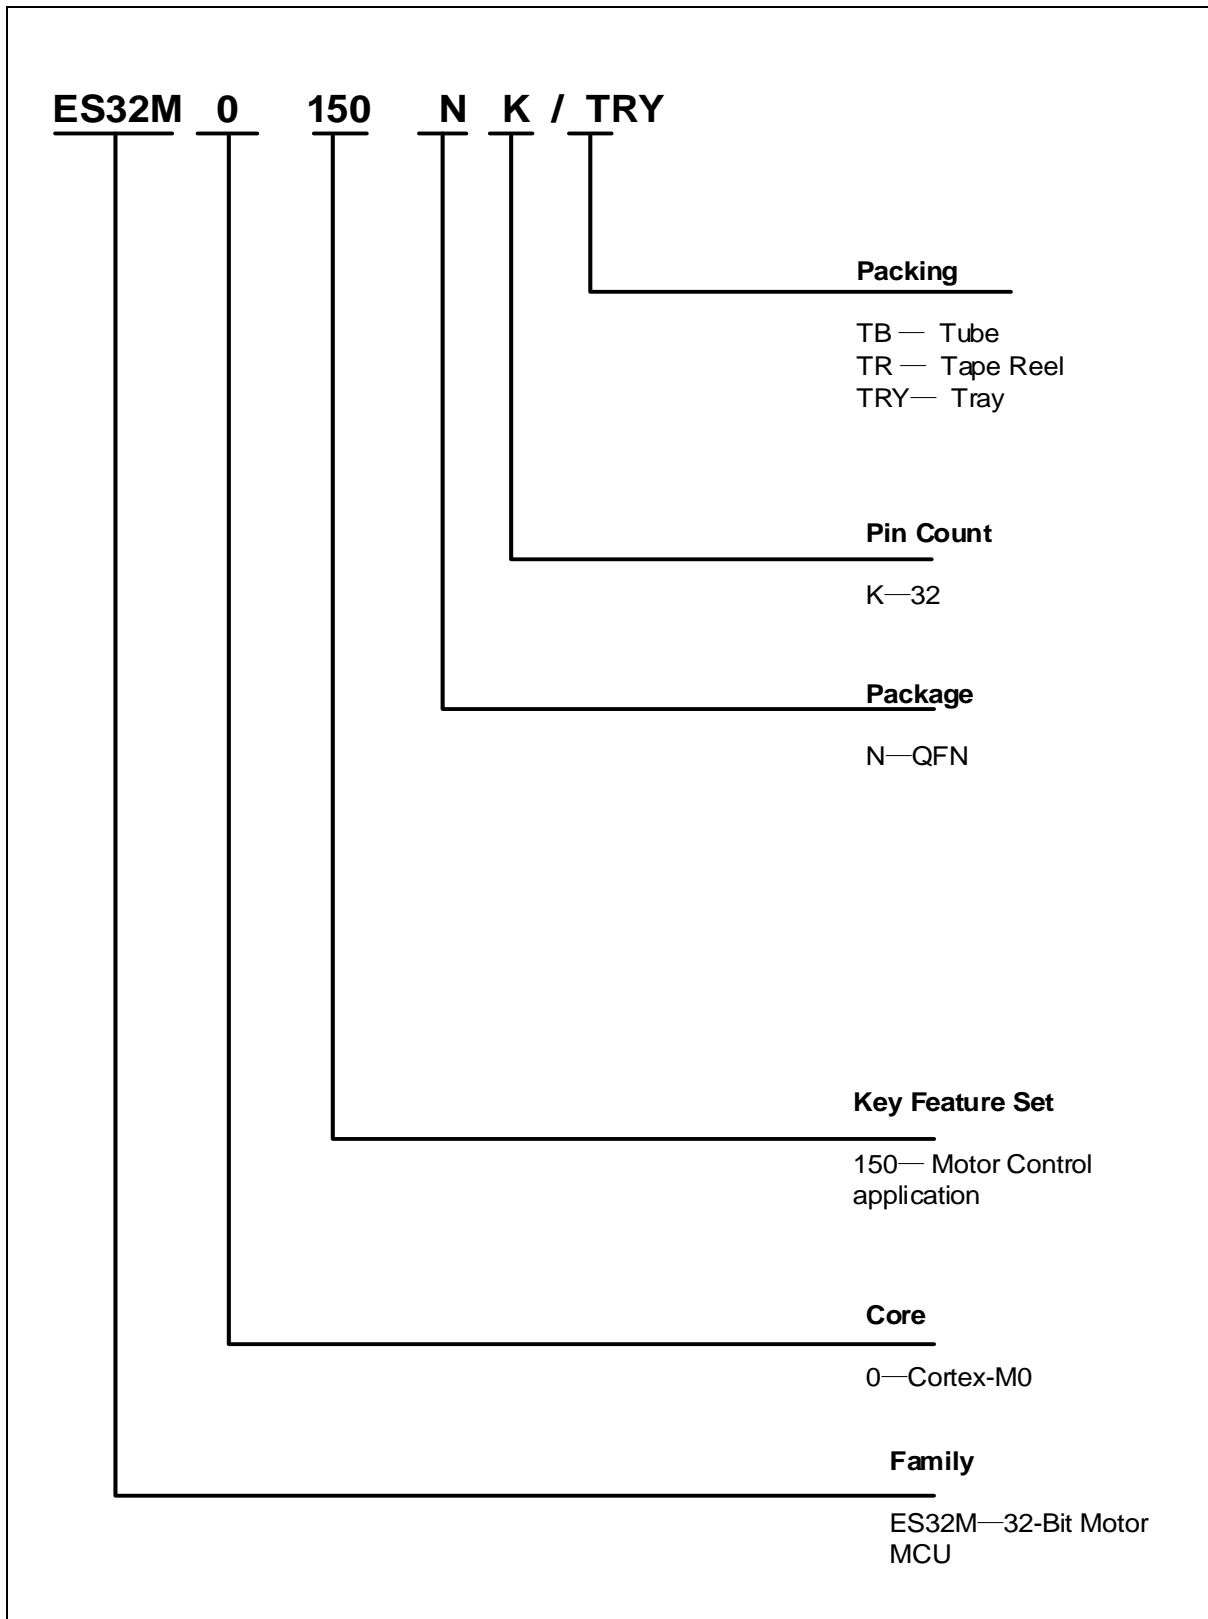 ES32M 0 150 N K / TRY
Packing
TB — Tube
TR — Tape Reel
TRY— Tray
Pin Count
K—32
Package
N—QFN
Key Feature Set
150— Motor Control
application
Core
0—Cortex-M0
Family
ES32M—32-Bit Motor
MCU